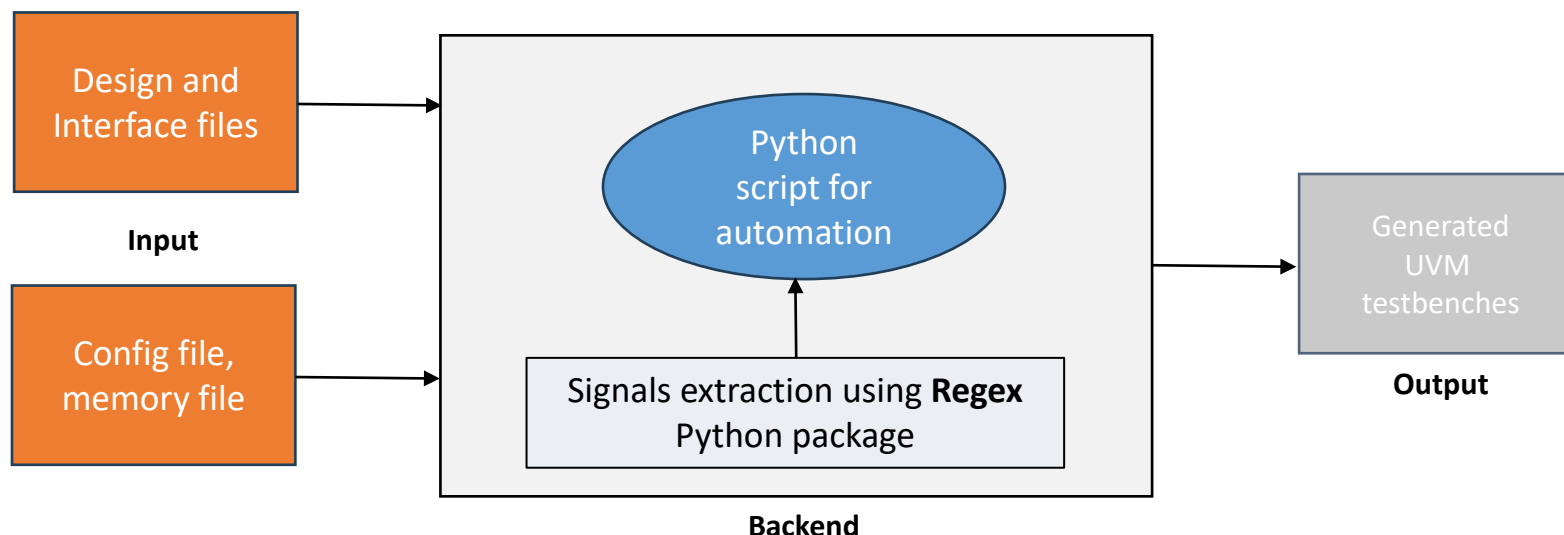 Design and
Interface files
Input
Config file,
memory file
Python
script for
automation
Signals extraction using Regex
Python package
Backend
Generated
UVM
testbenches
Output